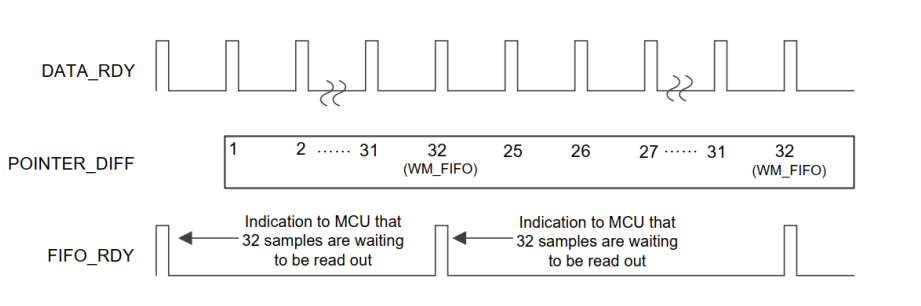 DATA_RDY
POINTER_DIFF
1 2 ...... 31 32 25 26 27 ...... 31 32
(WM_FIFO) (WM_FIFO)
FIFO_RDY
Indication to MCU that
32 samples are waiting
to be read out
Indication to MCU that
32 samples are waiting
to be read out